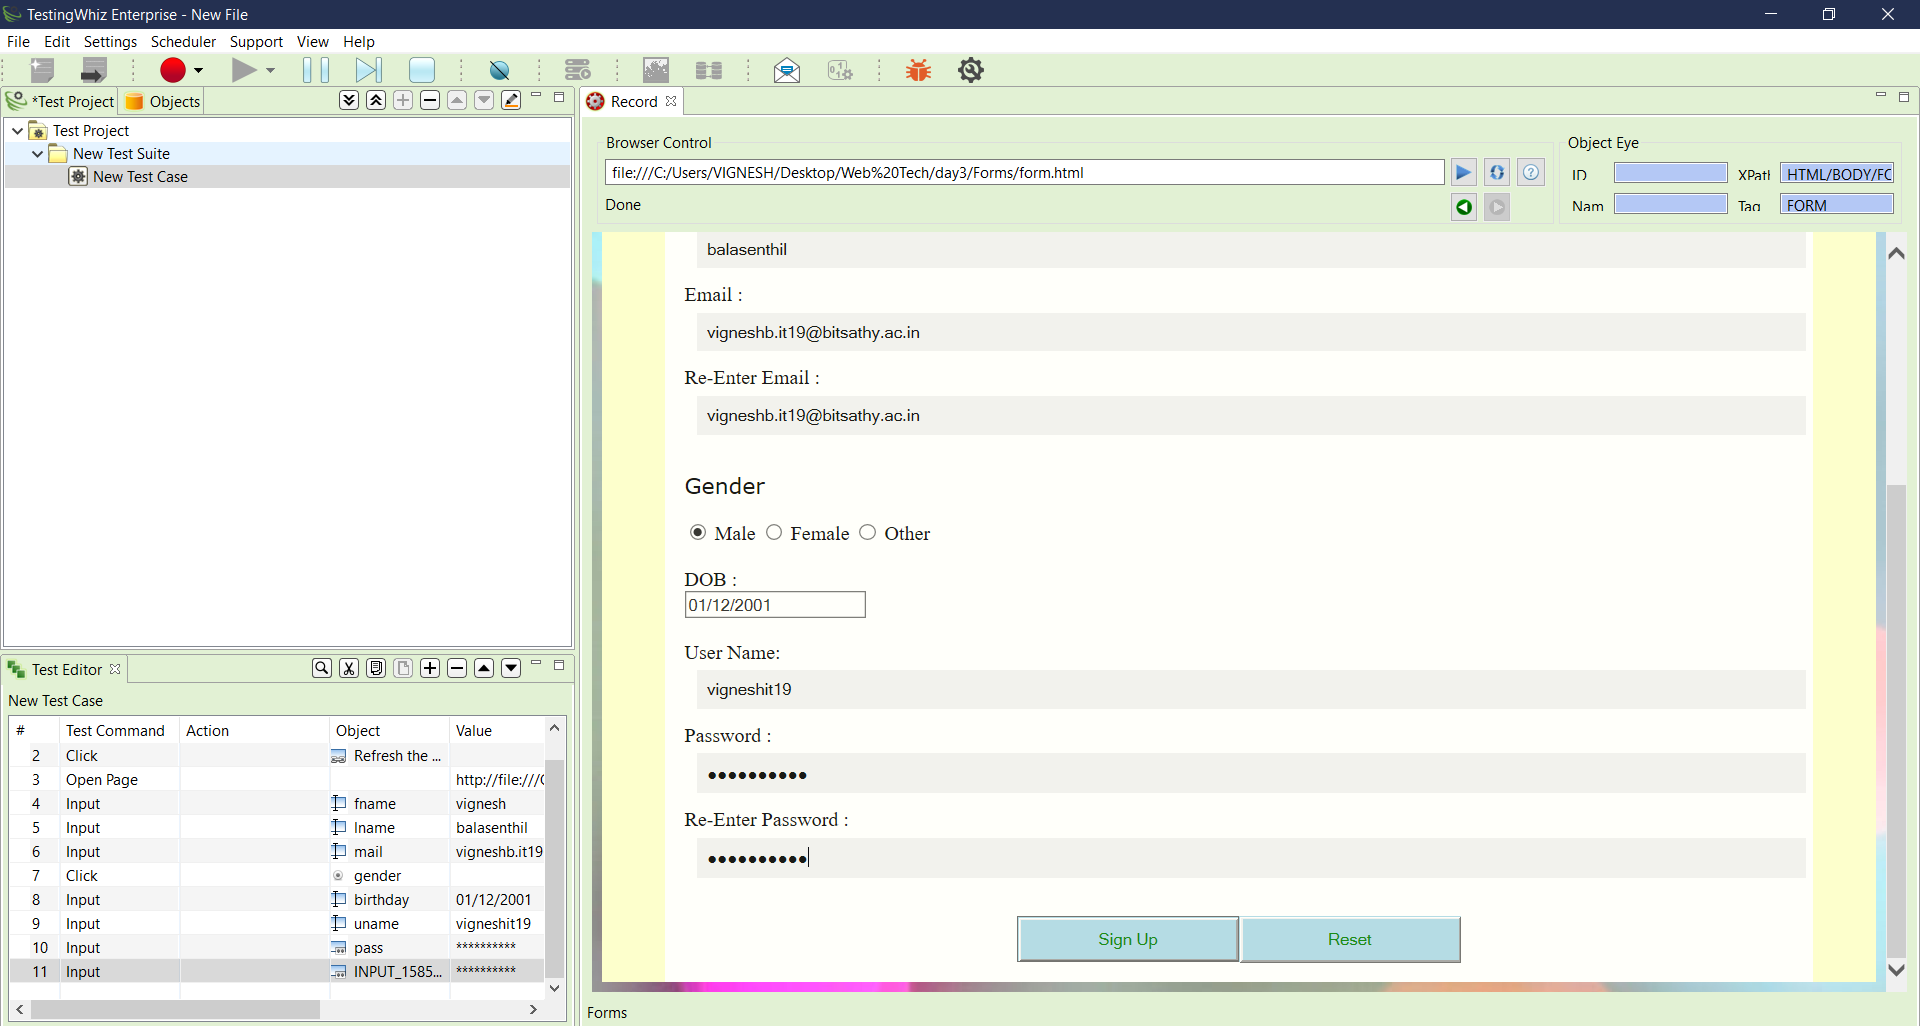 TestingWhiz Enterprise - New File
File Edit Settings Scheduler Support View Help
*Test Project Objects
Test Project
New Test Suite
New Test Case
Record
Browser Control
file:///C:/Users/VIGNESH/Desktop/Web%20Tech/day3/Forms/form.html
Done
Object Eye
ID XPath HTML/BODY/FC
Nam Tag FORM
balasenthil
Email :
vigneshb.it19@bitsathy.ac.in
Re-Enter Email :
vigneshb.it19@bitsathy.ac.in
Gender
Male Female Other
DOB :
01/12/2001
User Name:
vigneshit19
Password :
●●●●●●●●●●
Re-Enter Password :
●●●●●●●●●●
Sign Up Reset
Forms
Test Editor
New Test Case
# Test Command Action Object Value
2 Click Refresh the ...
3 Open Page http://file:///C
4 Input fname vignesh
5 Input lname balasenthil
6 Input mail vigneshb.it19
7 Click gender
8 Input birthday 01/12/2001
9 Input uname vigneshit19
10 Input pass **********
11 Input INPUT_1585... **********